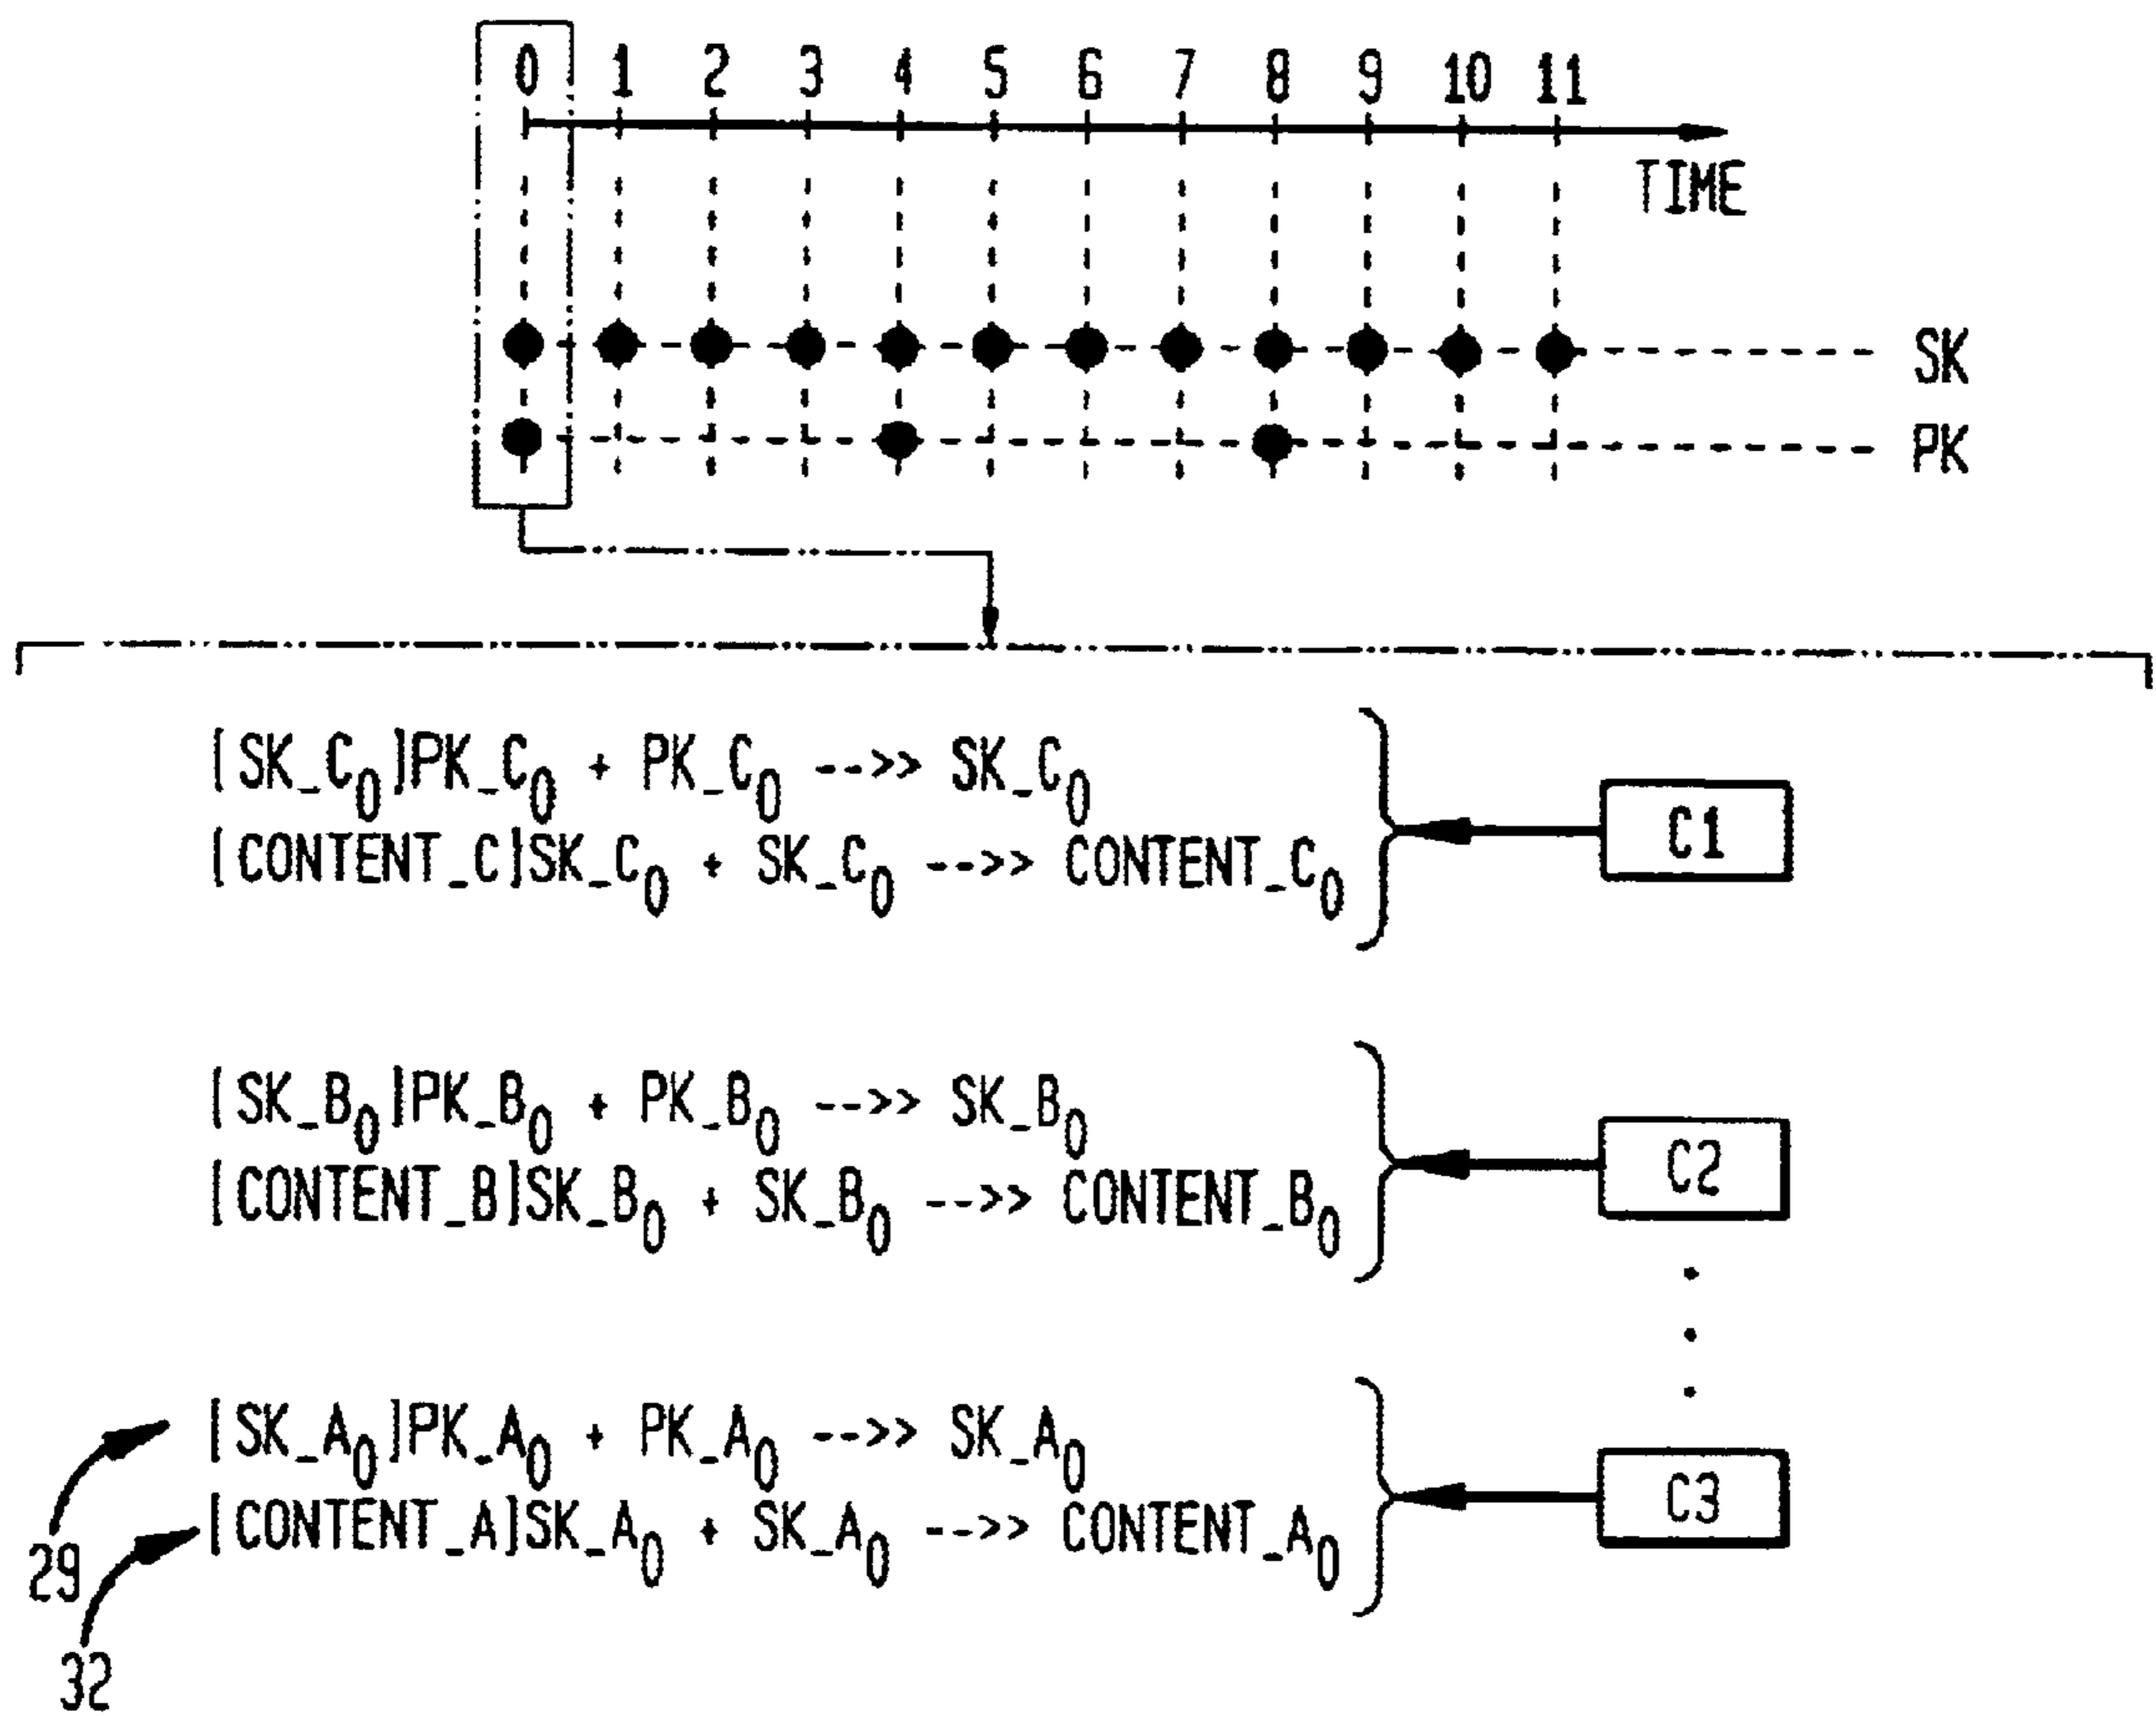 0 1 2 3 4 5 6 7 8 9 10 11
TIME
SK
PK
[SK_C0]PK_C0 + PK_C0 -->> SK_C0
[CONTENT_C]SK_C0 + SK_C0 -->> CONTENT_C0
C1
[SK_B0]PK_B0 + PK_B0 -->> SK_B0
[CONTENT_B]SK_B0 + SK_B0 -->> CONTENT_B0
C2
[SK_A0]PK_A0 + PK_A0 -->> SK_A0
[CONTENT_A]SK_A0 + SK_A0 -->> CONTENT_A0
C3
29
32